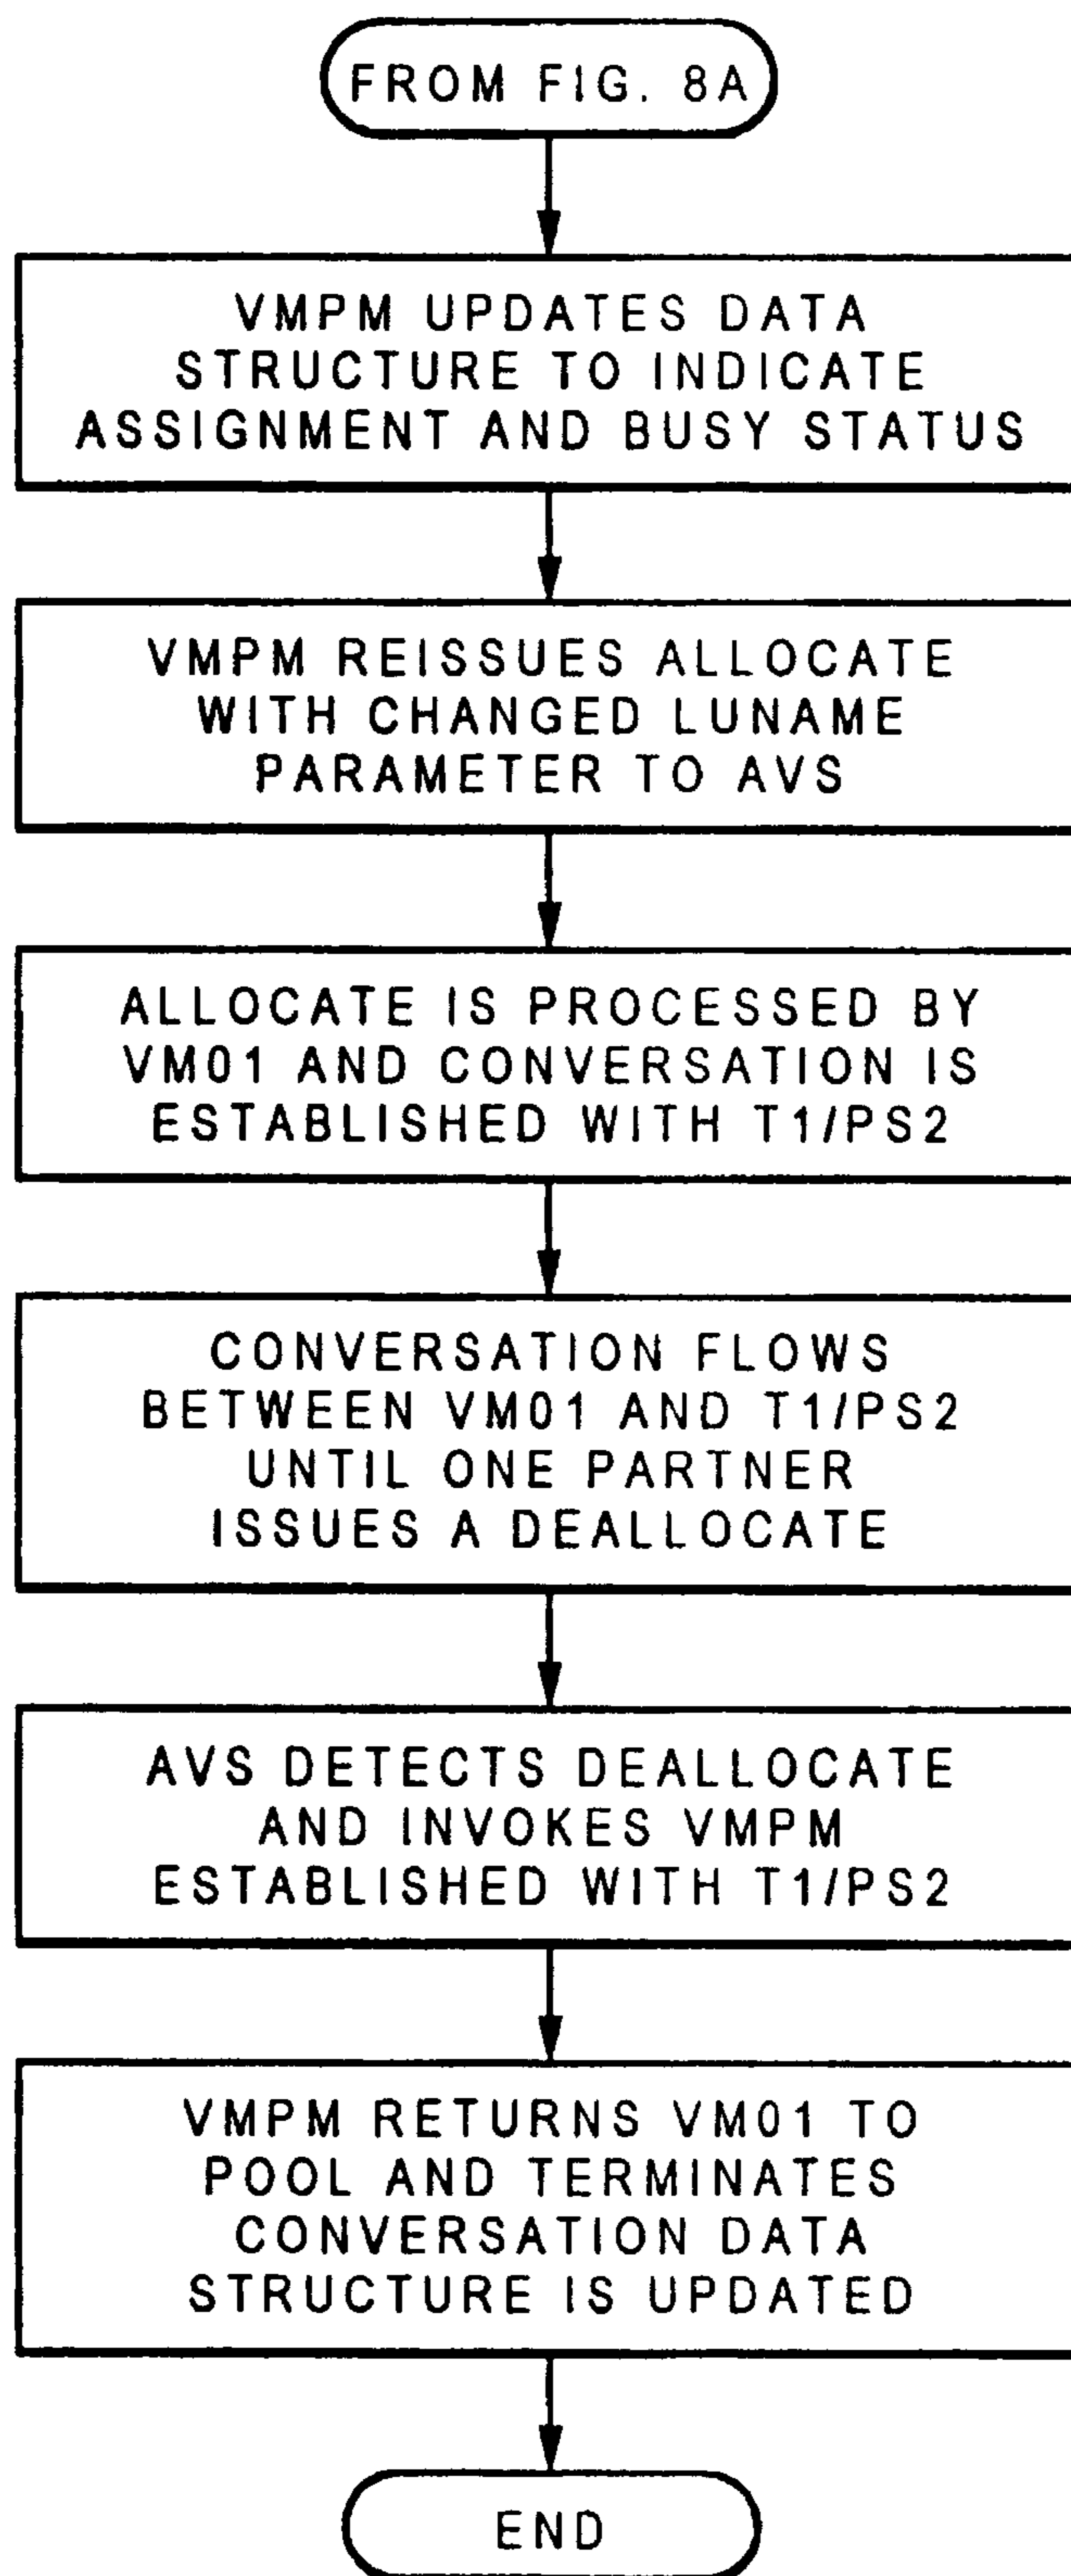 FROM FIG. 8A
VMPM UPDATES DATA
STRUCTURE TO INDICATE
ASSIGNMENT AND BUSY STATUS
VMPM REISSUES ALLOCATE
WITH CHANGED LUNAME
PARAMETER TO AVS
ALLOCATE IS PROCESSED BY
VM01 AND CONVERSATION IS
ESTABLISHED WITH T1/PS2
CONVERSATION FLOWS
BETWEEN VM01 AND T1/PS2
UNTIL ONE PARTNER
ISSUES A DEALLOCATE
AVS DETECTS DEALLOCATE
AND INVOKES VMPM
ESTABLISHED WITH T1/PS2
VMPM RETURNS VM01 TO
POOL AND TERMINATES
CONVERSATION DATA
STRUCTURE IS UPDATED
END